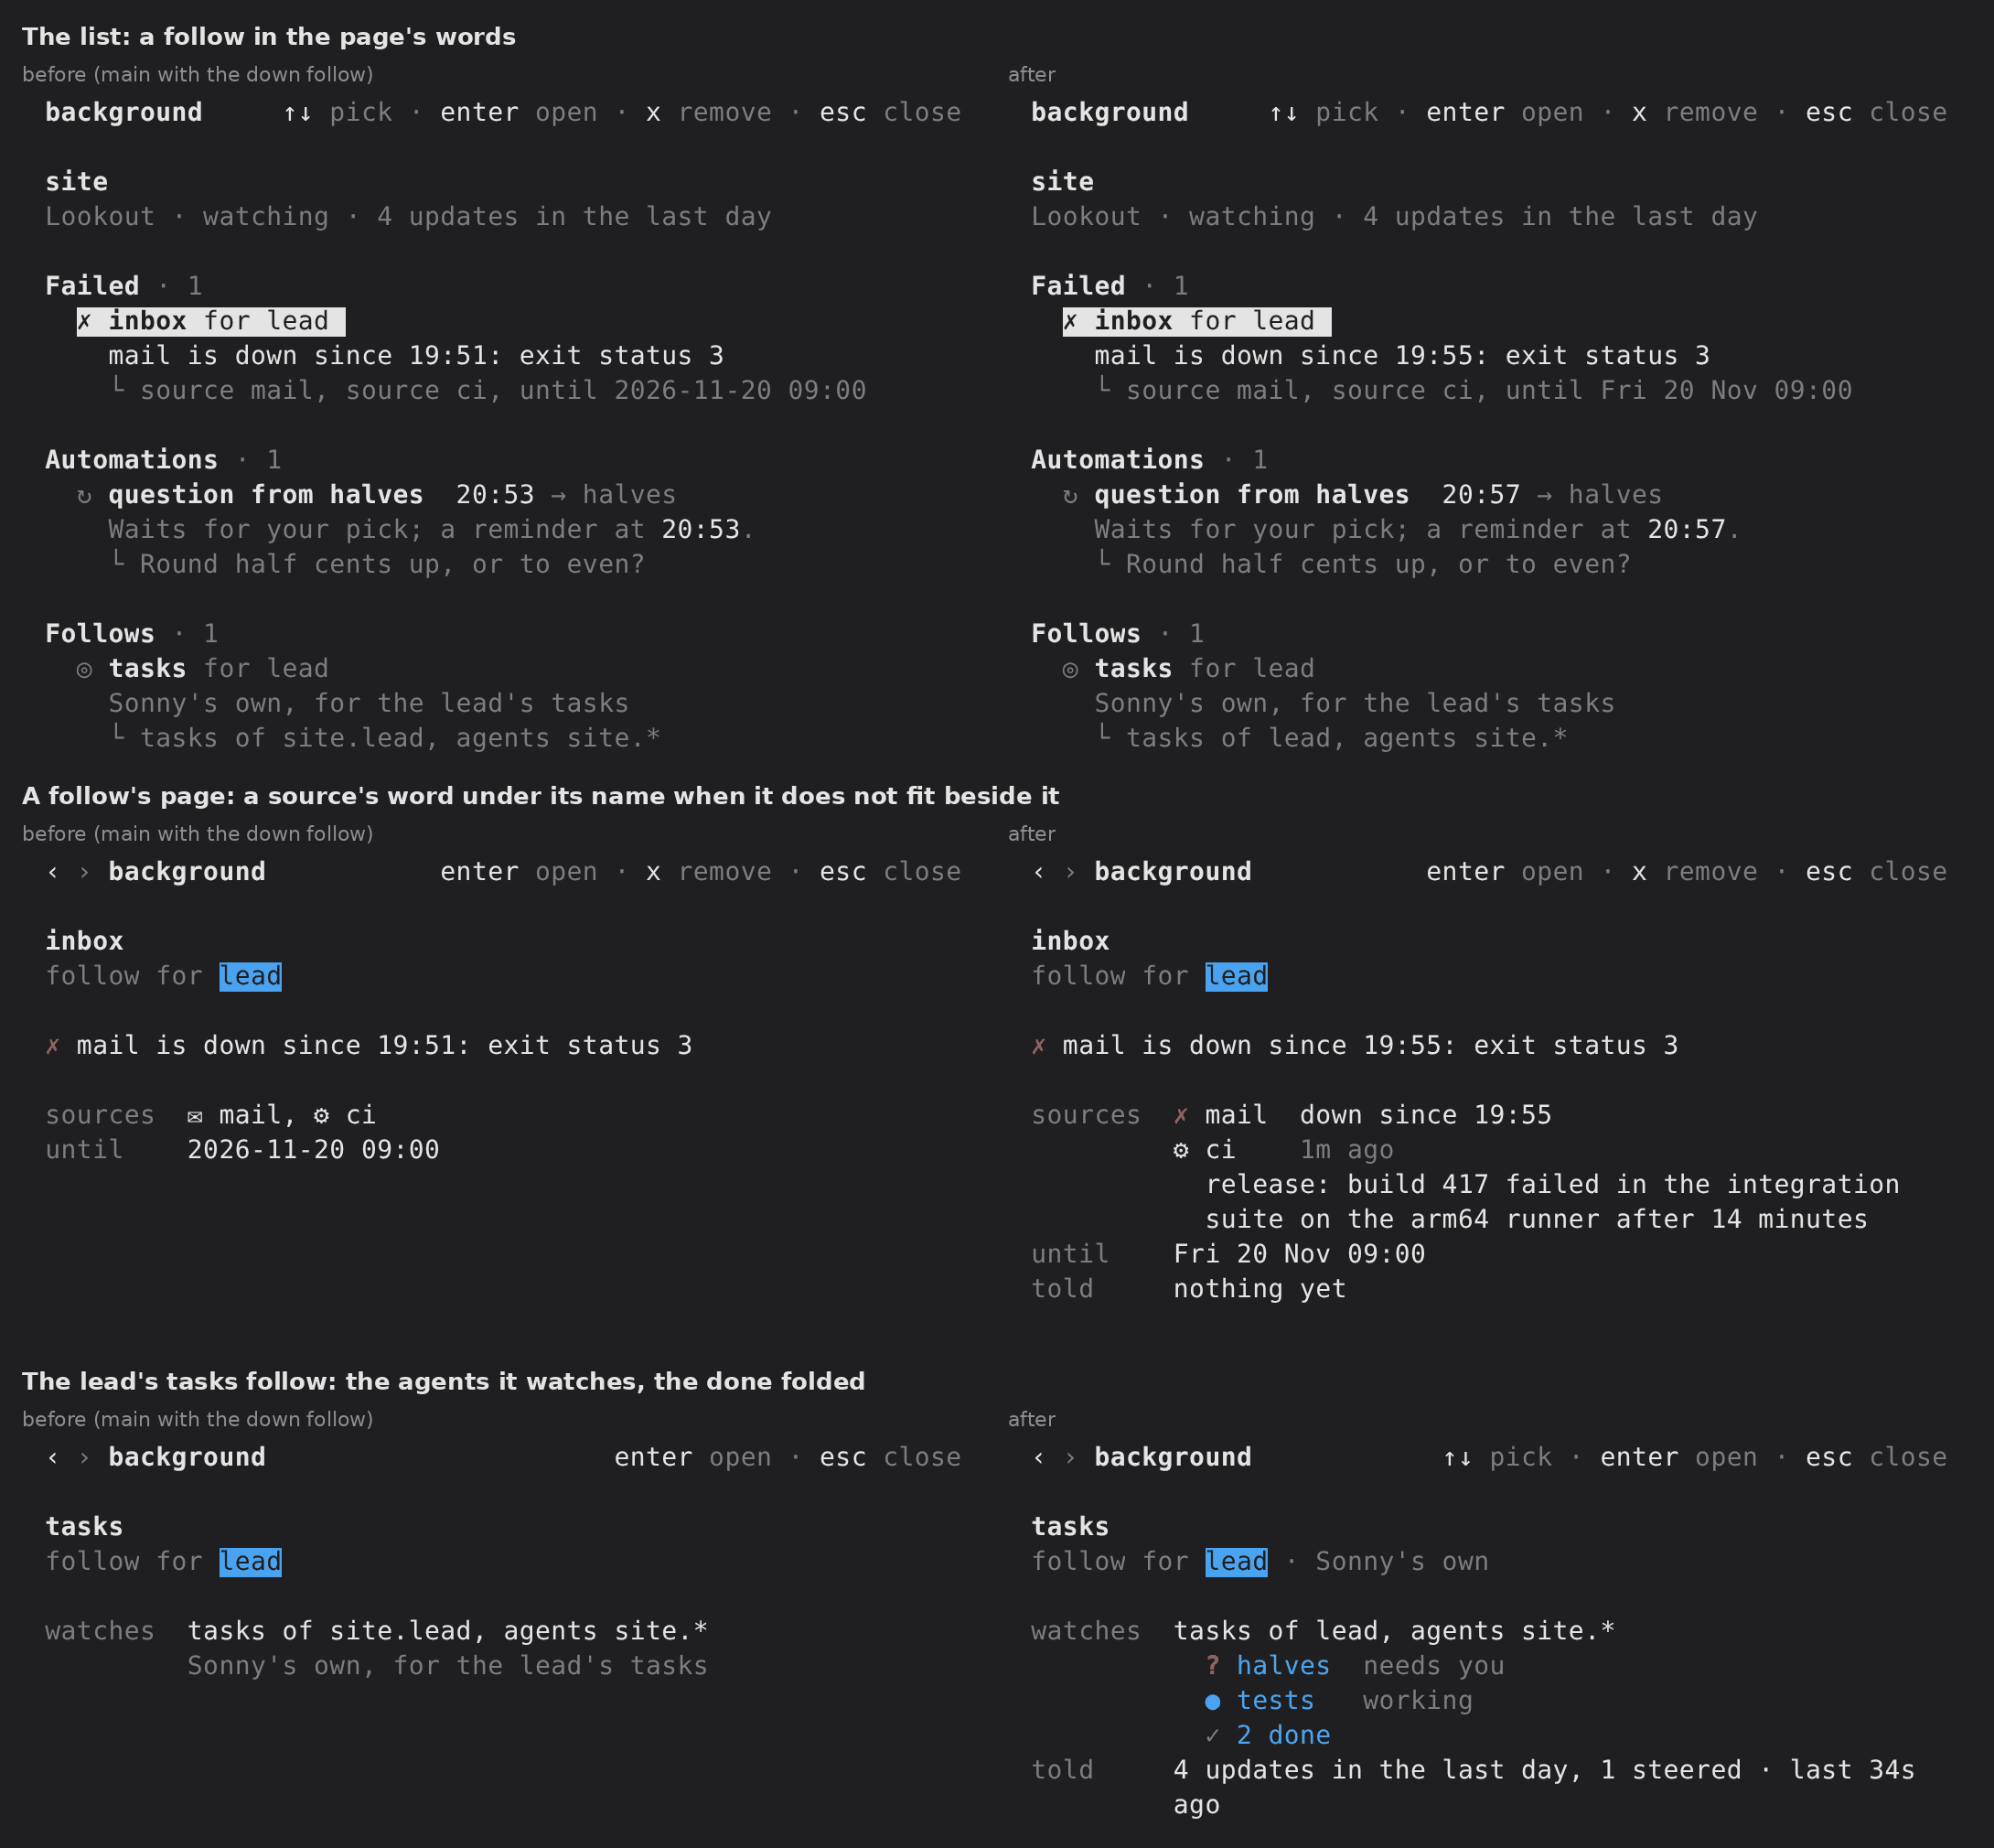 The list: a follow in the page's words
before (main with the down follow)
background ↑↓ pick · enter open · x remove · esc close
site
Lookout · watching · 4 updates in the last day
Failed · 1
✗ inbox for lead
mail is down since 19:51: exit status 3
└ source mail, source ci, until 2026-11-20 09:00
Automations · 1
↻ question from halves 20:53 → halves
Waits for your pick; a reminder at 20:53.
└ Round half cents up, or to even?
Follows · 1
◎ tasks for lead
Sonny's own, for the lead's tasks
└ tasks of site.lead, agents site.*
after
background ↑↓ pick · enter open · x remove · esc close
site
Lookout · watching · 4 updates in the last day
Failed · 1
✗ inbox for lead
mail is down since 19:55: exit status 3
└ source mail, source ci, until Fri 20 Nov 09:00
Automations · 1
↻ question from halves 20:57 → halves
Waits for your pick; a reminder at 20:57.
└ Round half cents up, or to even?
Follows · 1
◎ tasks for lead
Sonny's own, for the lead's tasks
└ tasks of lead, agents site.*
A follow's page: a source's word under its name when it does not fit beside it
before (main with the down follow)
‹ › background enter open · x remove · esc close
inbox
follow for lead
✗ mail is down since 19:51: exit status 3
sources ✉ mail, ⚙ ci
until 2026-11-20 09:00
after
‹ › background enter open · x remove · esc close
inbox
follow for lead
✗ mail is down since 19:55: exit status 3
sources ✗ mail down since 19:55
⚙ ci 1m ago
release: build 417 failed in the integration
suite on the arm64 runner after 14 minutes
until Fri 20 Nov 09:00
told nothing yet
The lead's tasks follow: the agents it watches, the done folded
before (main with the down follow)
‹ › background enter open · esc close
tasks
follow for lead
watches tasks of site.lead, agents site.*
Sonny's own, for the lead's tasks
after
‹ › background ↑↓ pick · enter open · esc close
tasks
follow for lead · Sonny's own
watches tasks of lead, agents site.*
? halves needs you
● tests working
✓ 2 done
told 4 updates in the last day, 1 steered · last 34s
ago